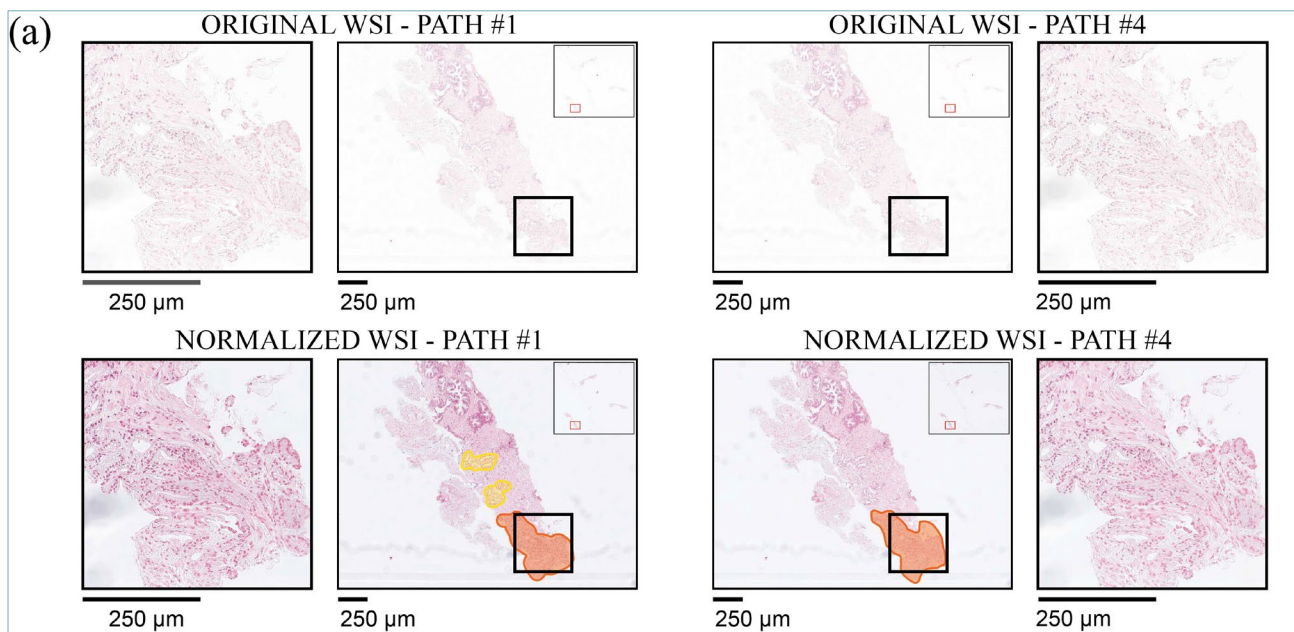 (a)
ORIGINAL WSI - PATH #1
ORIGINAL WSI - PATH #4
250 µm
250 µm
250 µm
250 µm
NORMALIZED WSI - PATH #1
NORMALIZED WSI - PATH #4
250 µm
250 µm
250 µm
250 µm